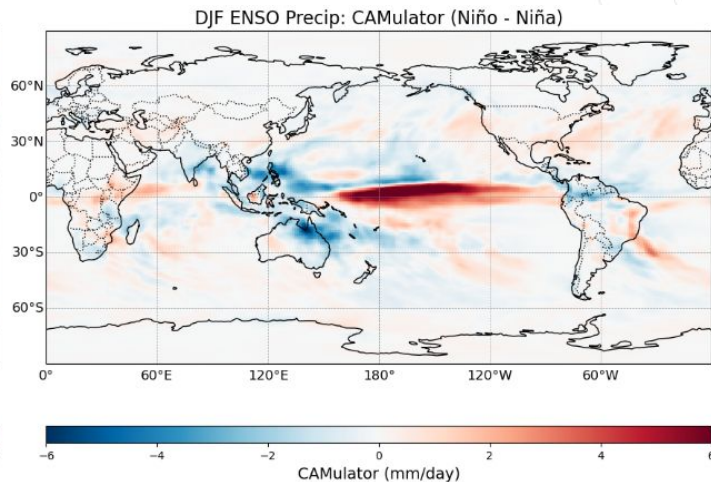 DJF ENSO Precip: CAMulator (Niño - Niña)
60°N
30°N
0°
30°S
60°S
0° 60°E 120°E 180° 120°W 60°W
−6 −4 −2 0 2 4 6
CAMulator (mm/day)